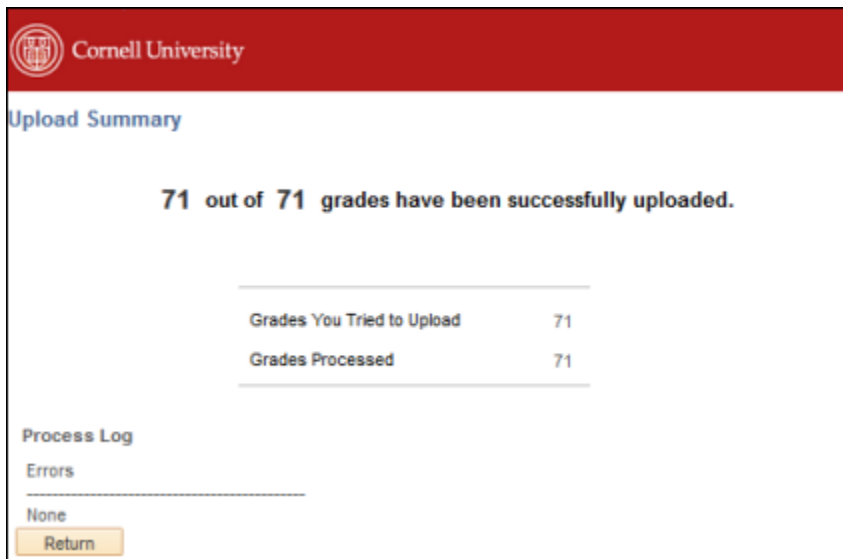 Cornell University
Upload Summary
71 out of 71 grades have been successfully uploaded.
Grades You Tried to Upload 71
Grades Processed 71
Process Log
Errors
--------------------------------------------
None
Return